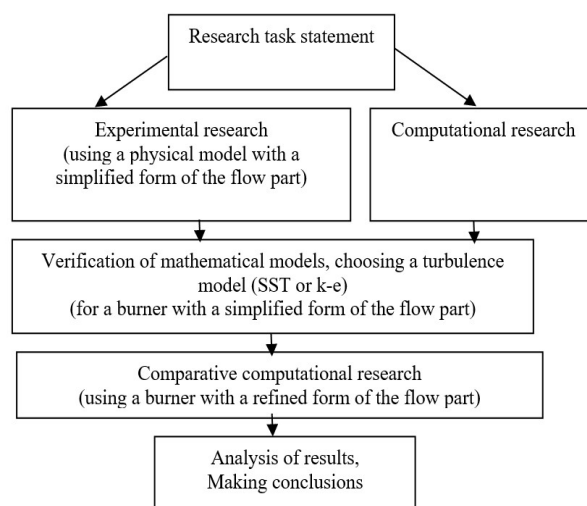 Research task statement
Experimental research
(using a physical model with a
simplified form of the flow part)
Computational research
Verification of mathematical models, choosing a turbulence
model (SST or k-e)
(for a burner with a simplified form of the flow part)
Comparative computational research
(using a burner with a refined form of the flow part)
Analysis of results,
Making conclusions